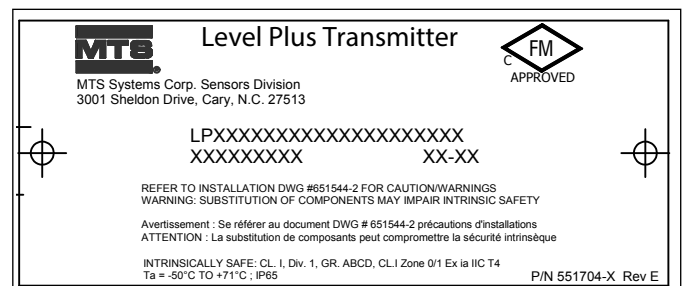 MTS
Level Plus Transmitter
C FM
APPROVED
MTS Systems Corp. Sensors Division
3001 Sheldon Drive, Cary, N.C. 27513
LPXXXXXXXXXXXXXXXXXXXX
XXXXXXXXX XX-XX
REFER TO INSTALLATION DWG #651544-2 FOR CAUTION/WARNINGS
WARNING: SUBSTITUTION OF COMPONENTS MAY IMPAIR INTRINSIC SAFETY
Avertissement : Se référer au document DWG # 651544-2 précautions d'installations
ATTENTION : La substitution de composants peut compromettre la sécurité intrinsèque
INTRINSICALLY SAFE: CL. I, Div. 1, GR. ABCD, CL.I Zone 0/1 Ex ia IIC T4
Ta = -50°C TO +71°C ; IP65
P/N 551704-X Rev E